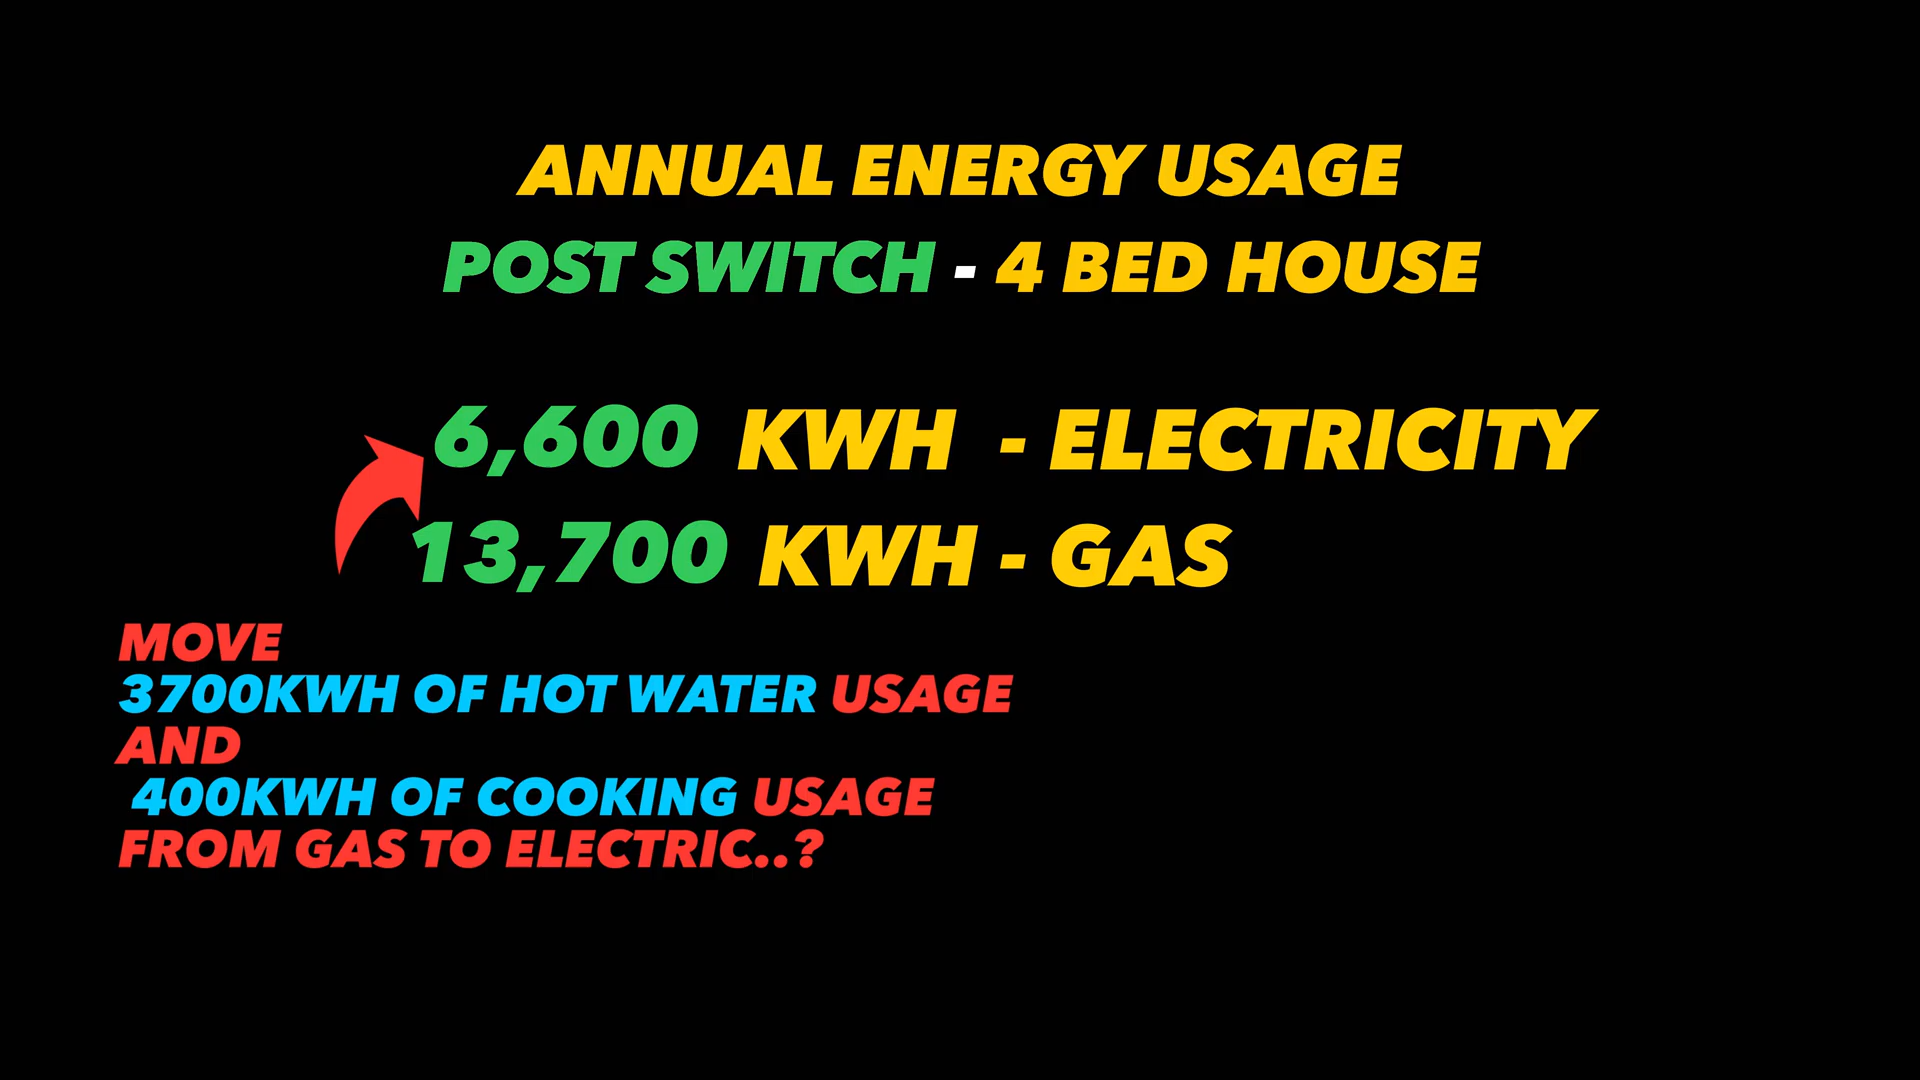 ANNUAL ENERGY USAGE
POST SWITCH - 4 BED HOUSE
6,600 KWH - ELECTRICITY
13,700 KWH - GAS
MOVE
3700KWH OF HOT WATER USAGE
AND
400KWH OF COOKING USAGE
FROM GAS TO ELECTRIC..?